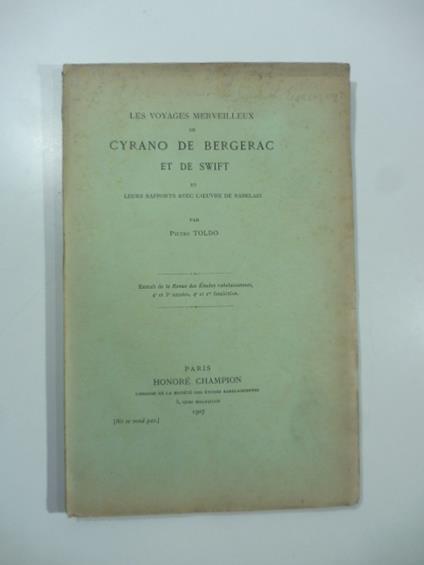 LES VOYAGES MERVEILLEUX
DE
CYRANO DE BERGERAC
ET DE SWIFT
ET
LEURS RAPPORTS AVEC L'ŒUVRE DE RABELAIS
PAR
PIETRO TOLDO
Extrait de la Revue des Études rabelaisiennes,
4e et 5e années, 4e et 1er fascicules.
PARIS
HONORÉ CHAMPION
LIBRAIRE DE LA SOCIÉTÉ DES ÉTUDES RABELAISIENNES
5, QUAI MALAQUAIS
1907
[Ne se vend pas.]